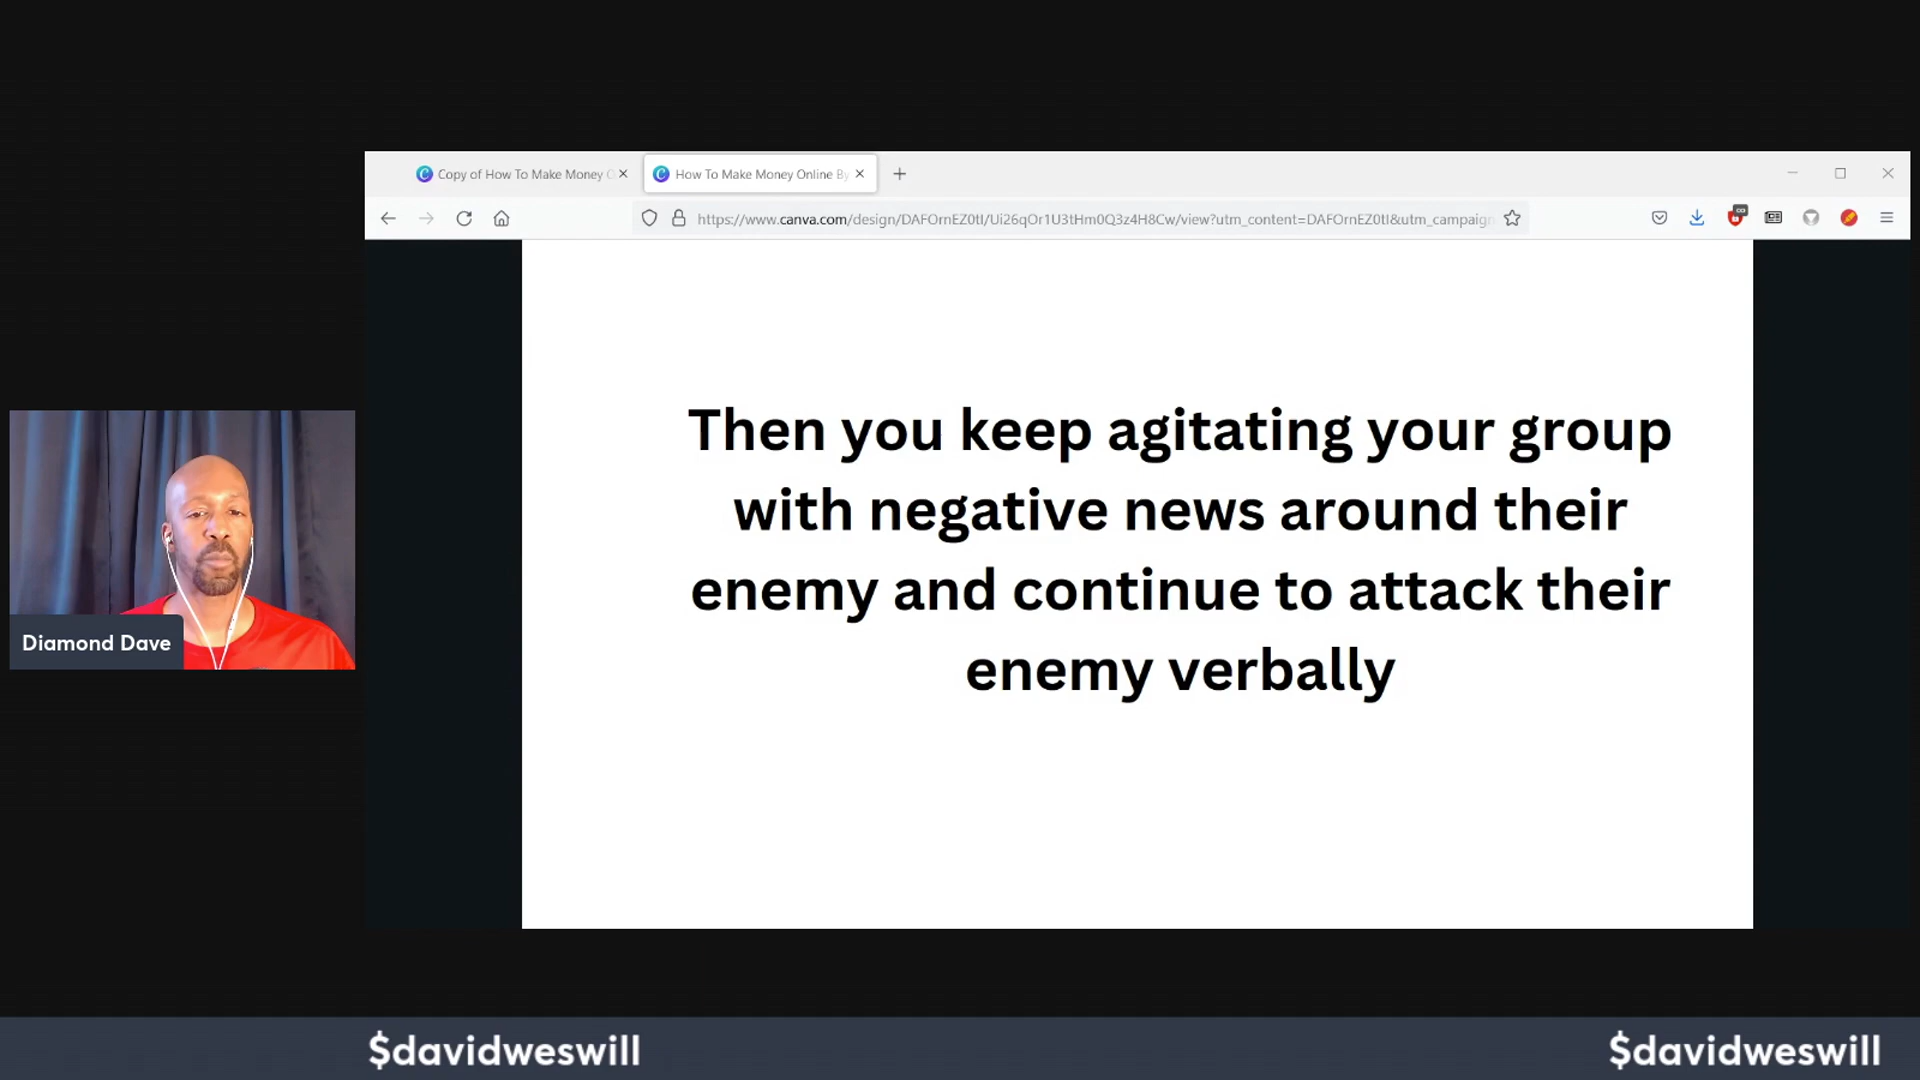 Copy of How To Make Money O
How To Make Money Online By
https://www.canva.com/design/DAFOrnEZ0tI/Ui26qOr1U3tHm0Q3z4H8Cw/view?utm_content=DAFOrnEZ0tI&utm_campaign
Then you keep agitating your group
with negative news around their
enemy and continue to attack their
enemy verbally
Diamond Dave
$davidweswill
$davidweswill